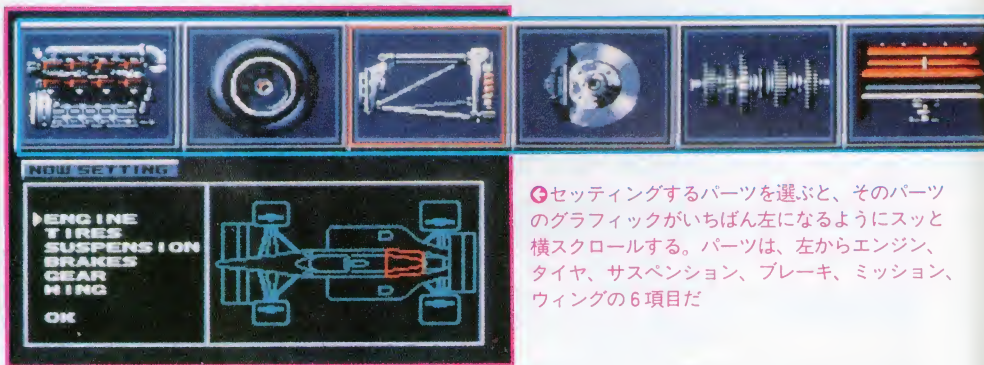 NOW SETTING
ENGINE
TIRES
SUSPENSION
BRAKES
GEAR
WING
OK
セッティングするパーツを選ぶと、そのパーツ
のグラフィックがいちばん左になるようにスッと
横スクロールする。パーツは、左からエンジン、
タイヤ、サスペンション、ブレーキ、ミッション、
ウィングの6項目だ